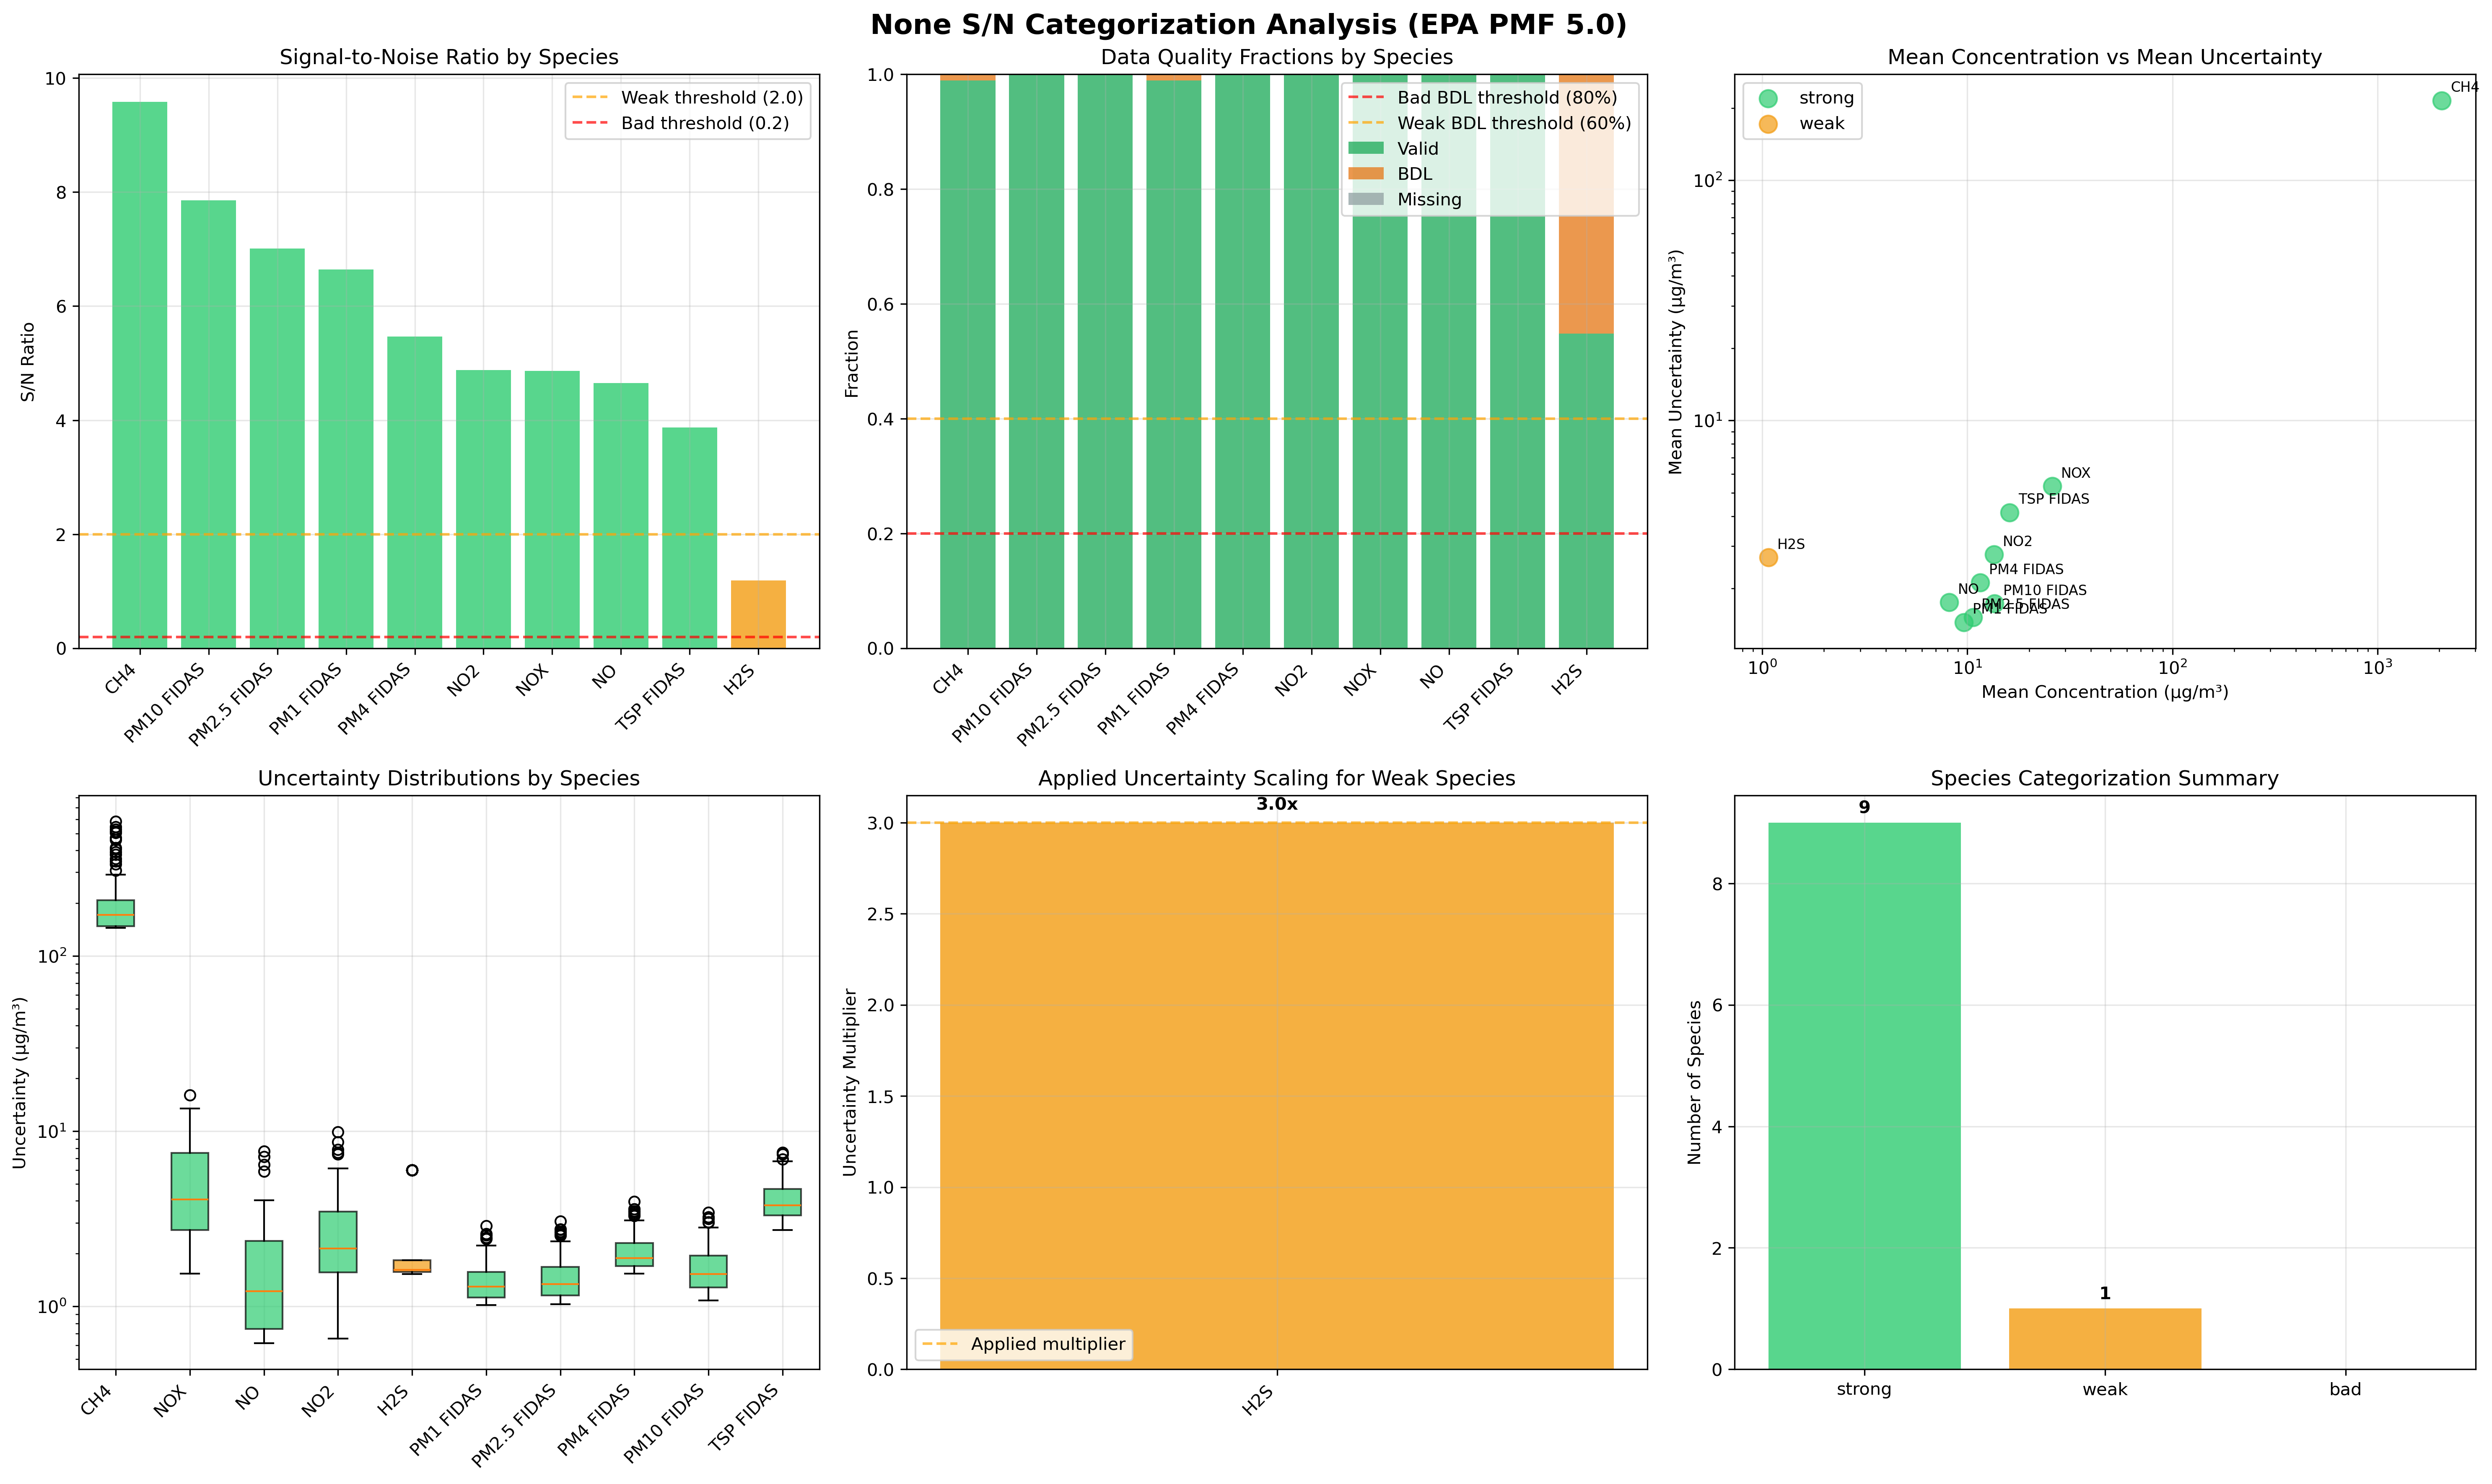 None S/N Categorization Analysis (EPA PMF 5.0)
Signal-to-Noise Ratio by Species
S/N Ratio
10
8
6
4
2
0
Weak threshold (2.0)
Bad threshold (0.2)
CH4
PM10 FIDAS
PM2.5 FIDAS
PM1 FIDAS
PM4 FIDAS
NO2
NOX
NO
TSP FIDAS
H2S
Data Quality Fractions by Species
Fraction
1.0
0.8
0.6
0.4
0.2
0.0
Bad BDL threshold (80%)
Weak BDL threshold (60%)
Valid
BDL
Missing
CH4
PM10 FIDAS
PM2.5 FIDAS
PM1 FIDAS
PM4 FIDAS
NO2
NOX
NO
TSP FIDAS
H2S
Mean Concentration vs Mean Uncertainty
Mean Uncertainty (µg/m³)
10²
10¹
strong
weak
CH4
NOX
TSP FIDAS
H2S
NO2
PM4 FIDAS
NO
PM10 FIDAS
PM2.5 FIDAS
PM1 FIDAS
10⁰
10¹
10²
10³
Mean Concentration (µg/m³)
Uncertainty Distributions by Species
Uncertainty (µg/m³)
10²
10¹
10⁰
CH4
NOX
NO
NO2
H2S
PM1 FIDAS
PM2.5 FIDAS
PM4 FIDAS
PM10 FIDAS
TSP FIDAS
Applied Uncertainty Scaling for Weak Species
Uncertainty Multiplier
3.0x
3.0
2.5
2.0
1.5
1.0
0.5
0.0
Applied multiplier
H2S
Species Categorization Summary
Number of Species
8
6
4
2
0
9
1
strong
weak
bad